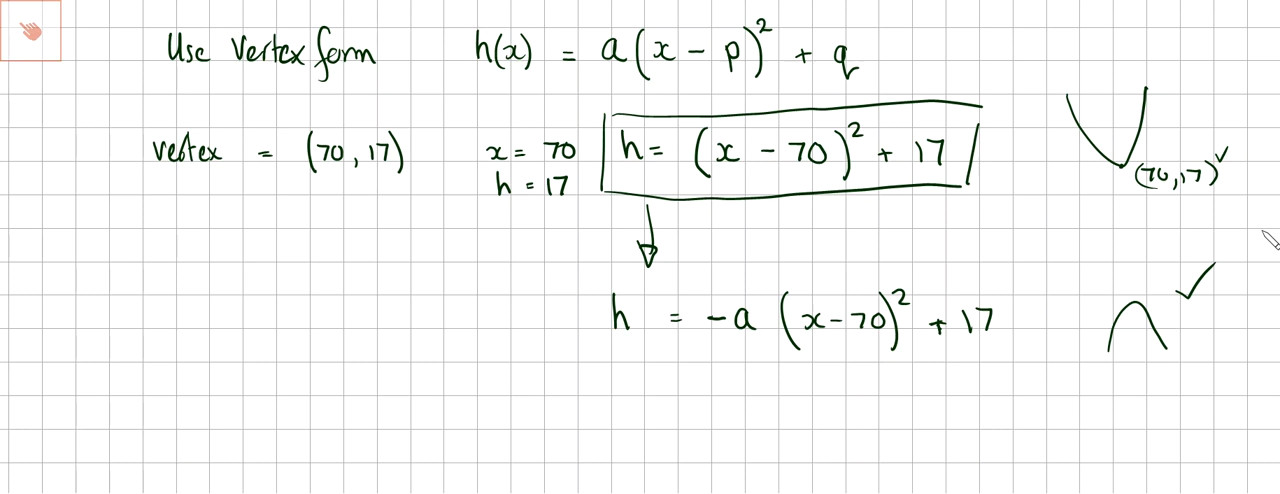 Use Vertex form h(x) = a(x - p)² + q
vertex = (70, 17) x = 70 h = (x - 70)² + 17
h = 17 (70, 17)
h = -a (x - 70)² + 17